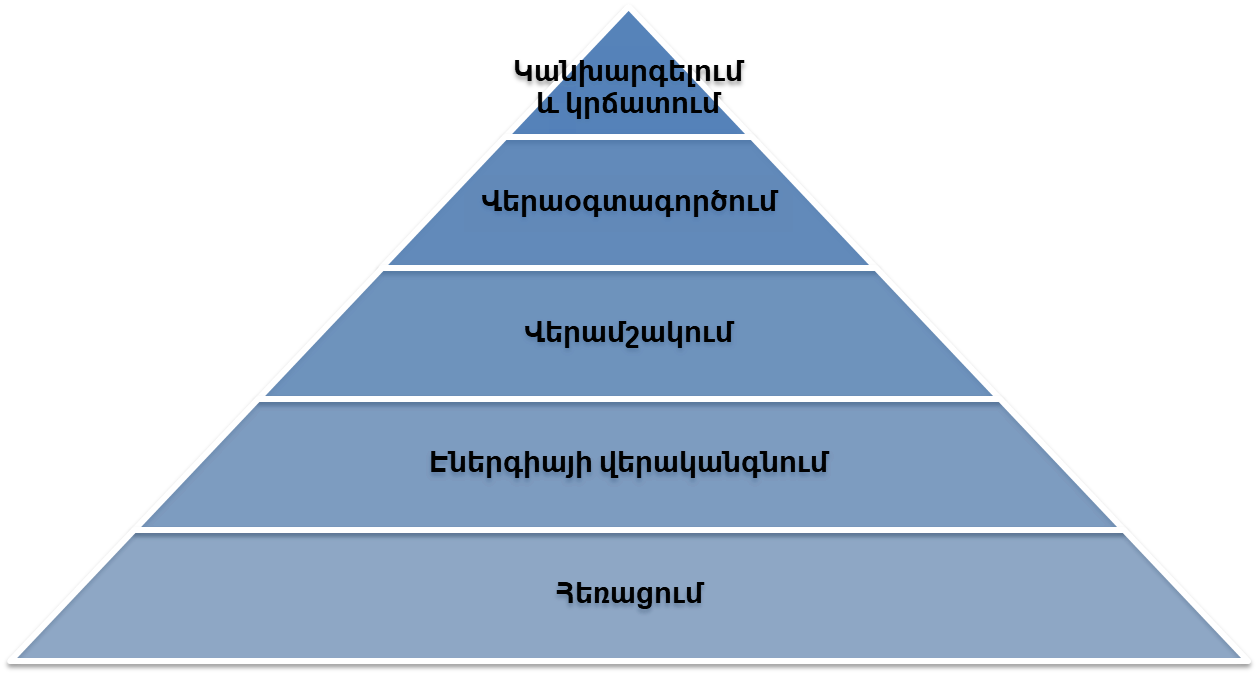 Կանխարգելում
և կրճատում
Վերաօգտագործում
Վերամշակում
Էներգիայի վերականգնում
Հեռացում